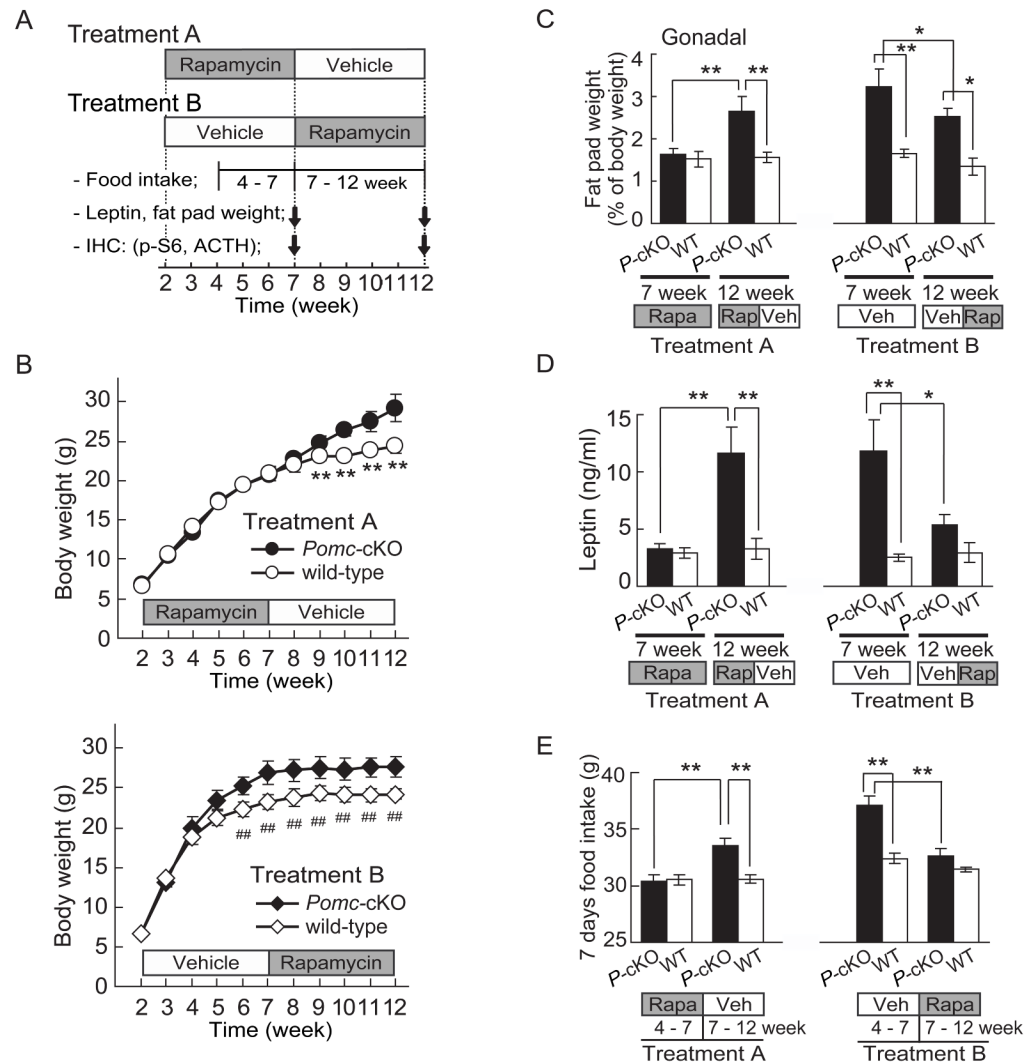 A
Treatment A
Rapamycin Vehicle
Treatment B
Vehicle Rapamycin
- Food intake; 4 - 7 7 - 12 week
- Leptin, fat pad weight;
- IHC: (p-S6, ACTH);
2 3 4 5 6 7 8 9 10 11 12
Time (week)
B
Body weight (g)
30
25
20
15
10
5
0
** ** ** **
Treatment A
Pomc-cKO
wild-type
Rapamycin Vehicle
2 3 4 5 6 7 8 9 10 11 12
Time (week)
Body weight (g)
30
25
20
15
10
5
0
## ## ## ## ## ## ##
Treatment B
Pomc-cKO
wild-type
Vehicle Rapamycin
2 3 4 5 6 7 8 9 10 11 12
Time (week)
C
Gonadal
Fat pad weight
(% of body weight)
4
3
2
1
0
** **
* ** *
P-cKO WT P-cKO WT P-cKO WT P-cKO WT
7 week 12 week 7 week 12 week
Rapa Rap Veh Veh Veh Rap
Treatment A Treatment B
D
Leptin (ng/ml)
15
10
5
0
** ** ** *
P-cKO WT P-cKO WT P-cKO WT P-cKO WT
7 week 12 week 7 week 12 week
Rapa Rap Veh Veh Veh Rap
Treatment A Treatment B
E
7 days food intake (g)
40
35
30
25
** ** ** **
P-cKO WT P-cKO WT P-cKO WT P-cKO WT
Rapa Veh Veh Rapa
4 - 7 7 - 12 week 4 - 7 7 - 12 week
Treatment A Treatment B